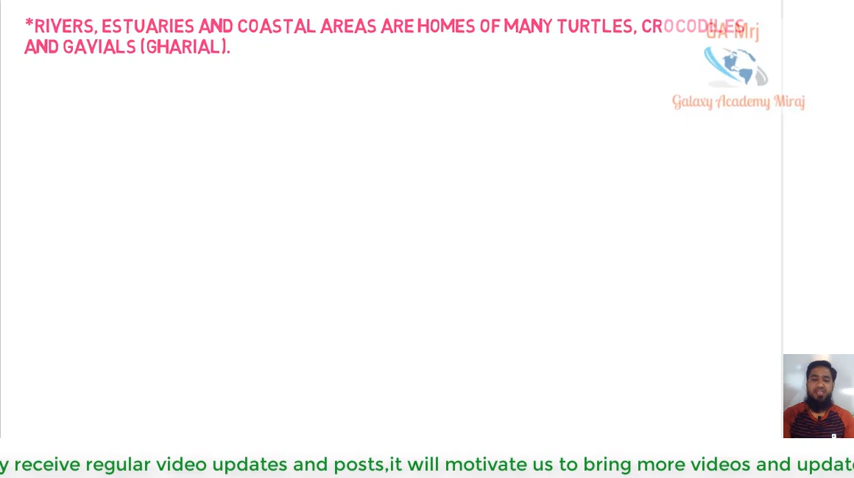 *RIVERS, ESTUARIES AND COASTAL AREAS ARE HOMES OF MANY TURTLES, CROCODILES
AND GAVIALS (GHARIAL).
GA Mrj
Galaxy Academy Miraj
y receive regular video updates and posts,it will motivate us to bring more videos and update